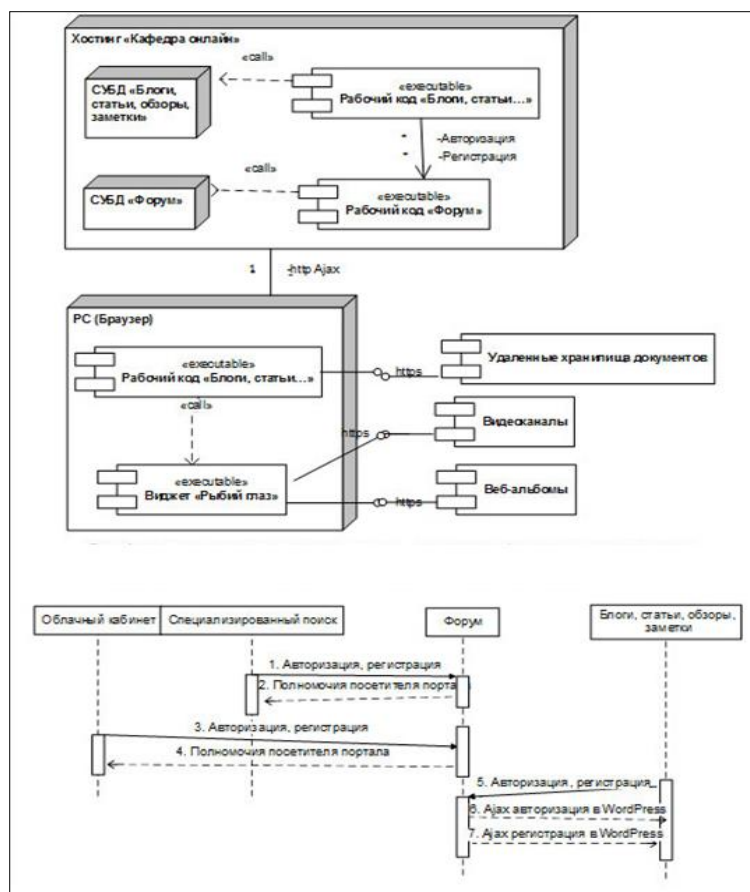 Хостинг «Кафедра онлайн»
«call»
СУБД «Блоги,
статьи, обзоры,
заметки»
«executable»
Рабочий код «Блоги, статьи...»
* -Авторизация
* -Регистрация
«call»
СУБД «Форум»
«executable»
Рабочий код «Форум»
1 -http Ajax
PC (Браузер)
«executable»
Рабочий код «Блоги, статьи...»
https
Удаленные хранилища документов
«call»
https
Видеоканалы
«executable»
Виджет «Рыбий глаз»
https
Веб-альбомы
Облачный кабинет
Специализированный поиск
Форум
Блоги, статьи, обзоры,
заметки
1. Авторизация, регистрация
2. Полномочия посетителя портала
3. Авторизация, регистрация
4. Полномочия посетителя портала
5. Авторизация, регистрация
6. Ajax авторизация в WordPress
7. Ajax регистрация в WordPress